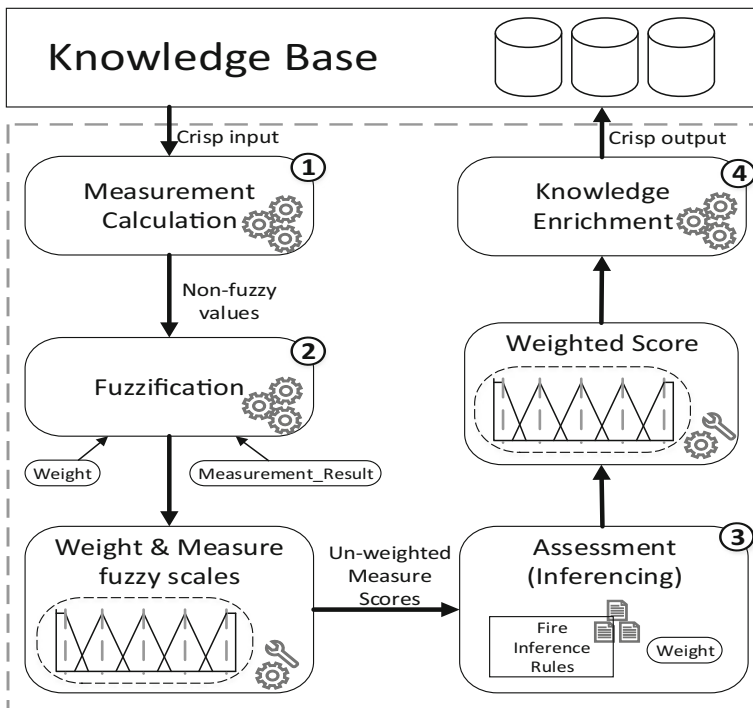 Knowledge Base
Crisp input
Crisp output
1
Measurement
Calculation
4
Knowledge
Enrichment
Non-fuzzy
values
2
Fuzzification
Weighted Score
Weight
Measurement_Result
Weight & Measure
fuzzy scales
Un-weighted
Measure
Scores
3
Assessment
(Inferencing)
Fire
Inference
Rules
Weight